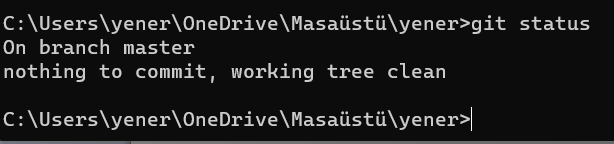 C:\Users\yener\OneDrive\Masaüstü\yener>git status
On branch master
nothing to commit, working tree clean
C:\Users\yener\OneDrive\Masaüstü\yener>